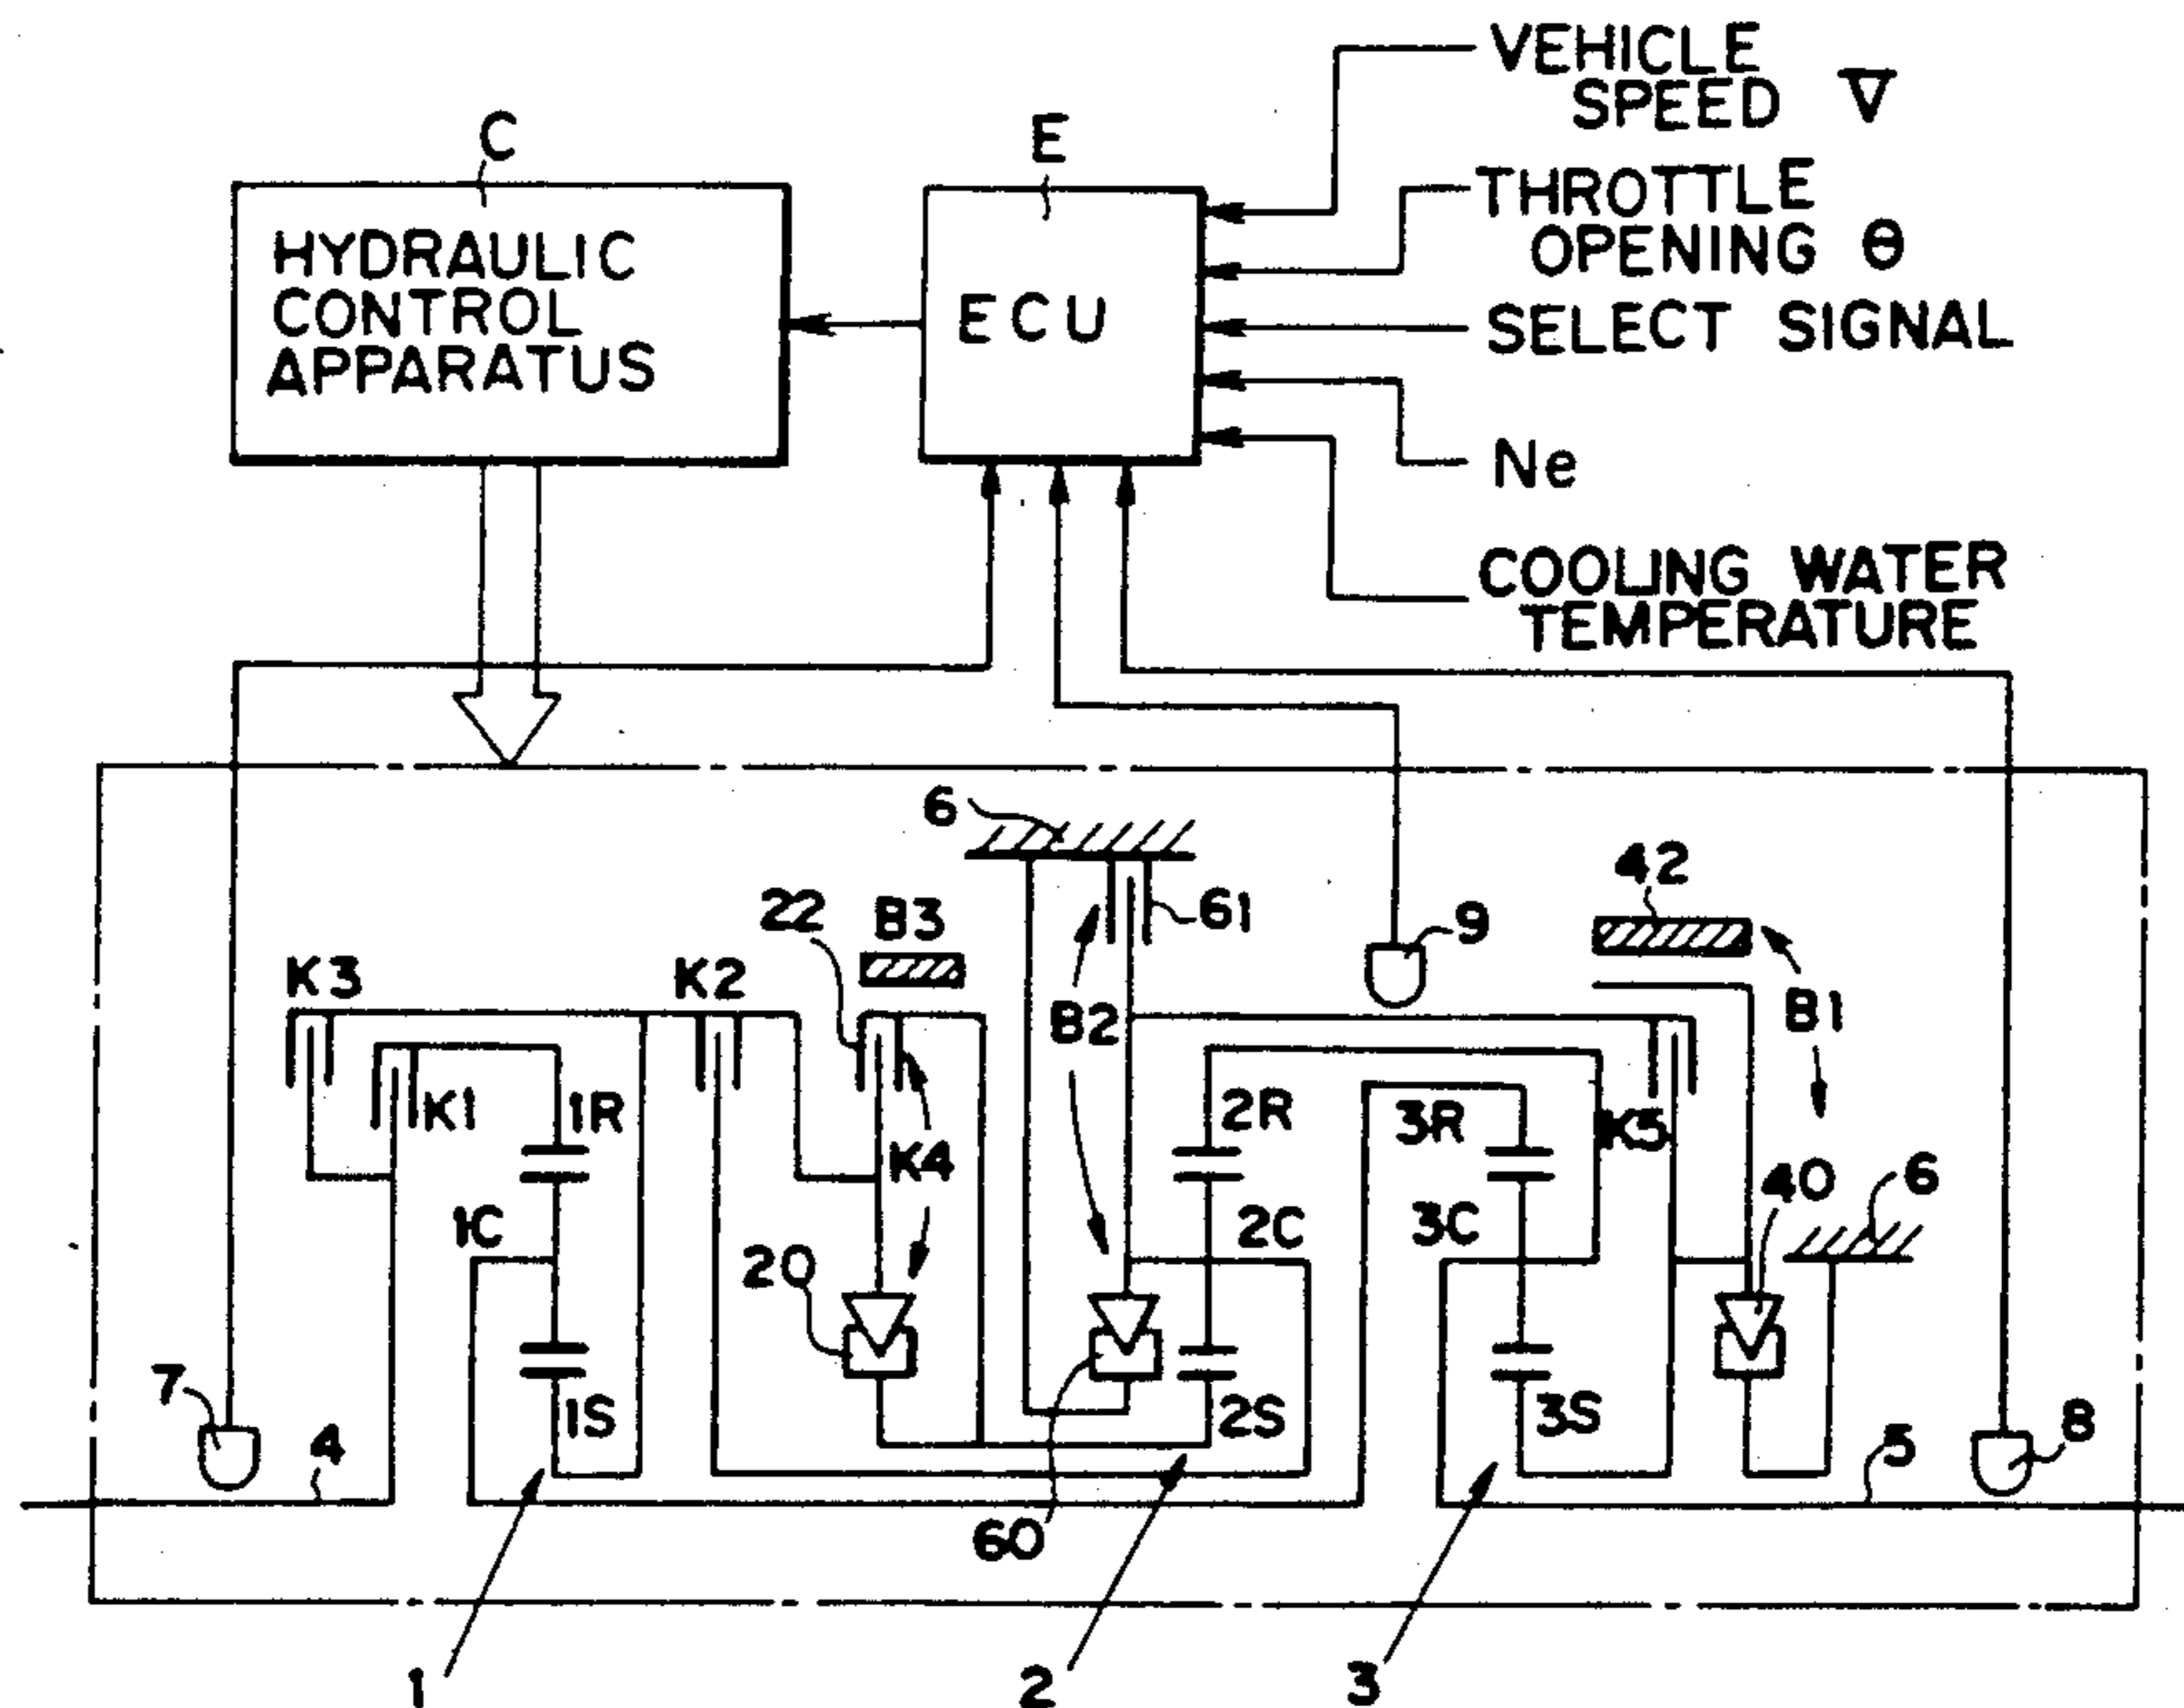 VEHICLE
SPEED V
C
E
THROTTLE
OPENING θ
HYDRAULIC
CONTROL
APPARATUS
ECU
SELECT SIGNAL
Ne
COOLING WATER
TEMPERATURE
6
42
22
B3
61
9
K3
K2
B2
B1
K1
1R
2R
3R
K5
K4
40
6
1C
2C
3C
20
7
1S
2S
3S
4
5
8
60
1
2
3